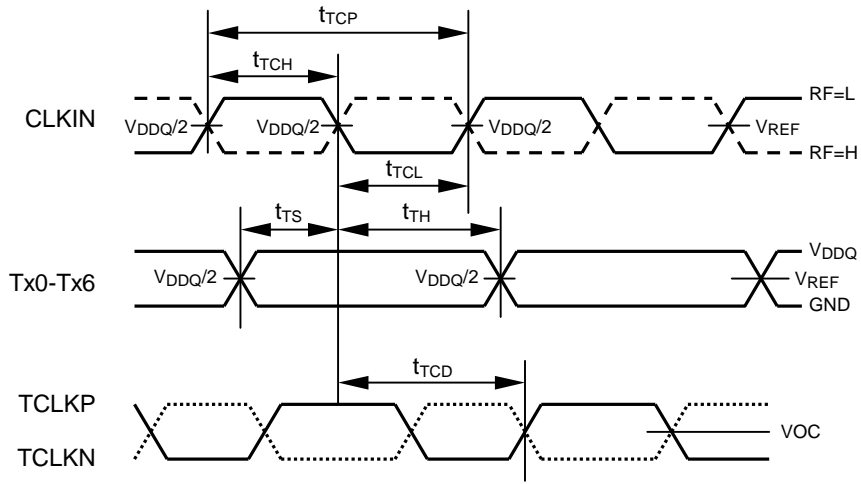 tTCP
tTCH
CLKIN
VDDQ/2
VDDQ/2
VDDQ/2
RF=L
VREF
RF=H
tTCL
tTS
tTH
Tx0-Tx6
VDDQ/2
VDDQ/2
VDDQ
VREF
GND
tTCD
TCLKP
TCLKN
VOC